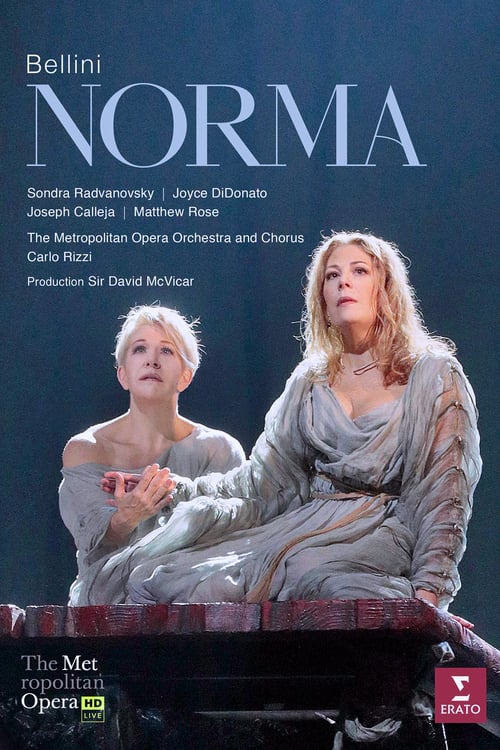 Bellini
NORMA
Sondra Radvanovsky | Joyce DiDonato
Joseph Calleja | Matthew Rose
The Metropolitan Opera Orchestra and Chorus
Carlo Rizzi
Production Sir David McVicar
The Met
ropolitan
Opera HD
LIVE
ERATO